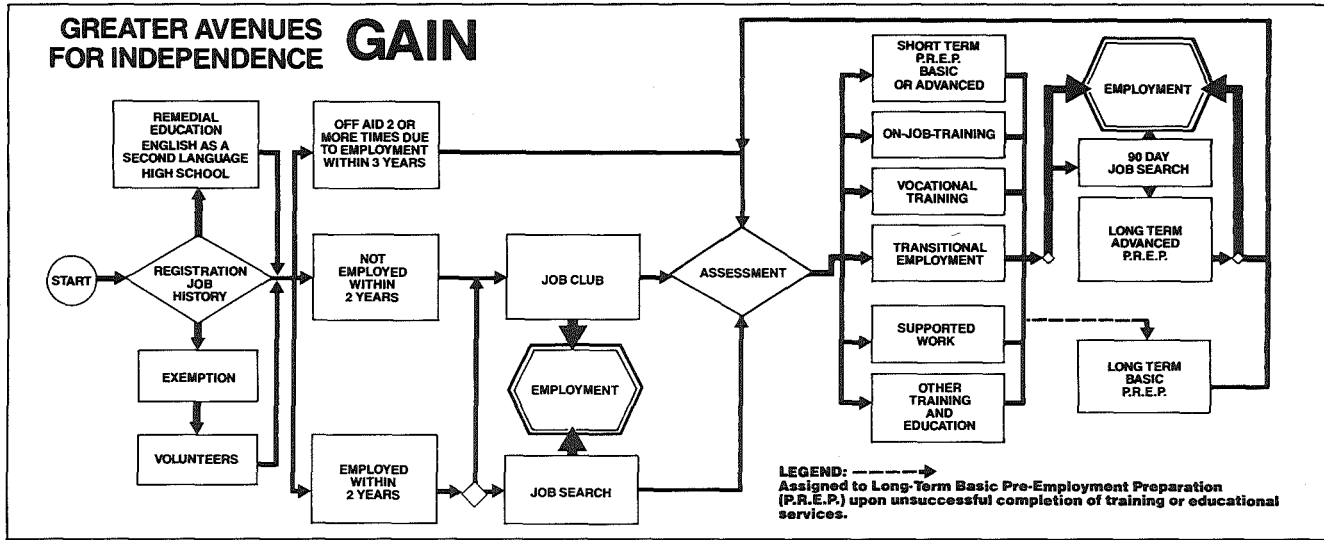 GREATER AVENUES
FOR INDEPENDENCE
GAIN
START
REGISTRATION
JOB
HISTORY
REMEDIAL
EDUCATION
ENGLISH AS A
SECOND LANGUAGE
HIGH SCHOOL
EXEMPTION
VOLUNTEERS
OFF AID 2 OR
MORE TIMES DUE
TO EMPLOYMENT
WITHIN 3 YEARS
NOT
EMPLOYED
WITHIN
2 YEARS
EMPLOYED
WITHIN
2 YEARS
JOB CLUB
EMPLOYMENT
JOB SEARCH
ASSESSMENT
SHORT TERM
P.R.E.P.
BASIC
OR ADVANCED
ON-JOB-TRAINING
VOCATIONAL
TRAINING
TRANSITIONAL
EMPLOYMENT
SUPPORTED
WORK
OTHER
TRAINING
AND
EDUCATION
EMPLOYMENT
90 DAY
JOB SEARCH
LONG TERM
ADVANCED
P.R.E.P.
LONG TERM
BASIC
P.R.E.P.
LEGEND:
Assigned to Long-Term Basic Pre-Employment Preparation
(P.R.E.P.) upon unsuccessful completion of training or educational
services.